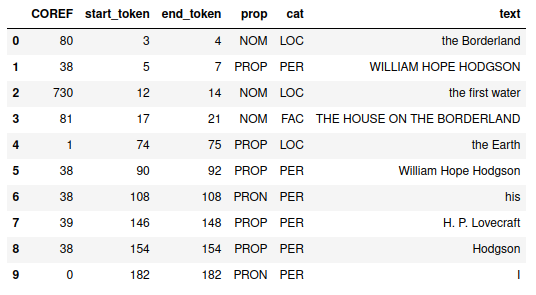 COREF start_token end_token prop cat text
0 80 3 4 NOM LOC the Borderland
1 38 5 7 PROP PER WILLIAM HOPE HODGSON
2 730 12 14 NOM LOC the first water
3 81 17 21 NOM FAC THE HOUSE ON THE BORDERLAND
4 1 74 75 PROP LOC the Earth
5 38 90 92 PROP PER William Hope Hodgson
6 38 108 108 PRON PER his
7 39 146 148 PROP PER H. P. Lovecraft
8 38 154 154 PROP PER Hodgson
9 0 182 182 PRON PER I